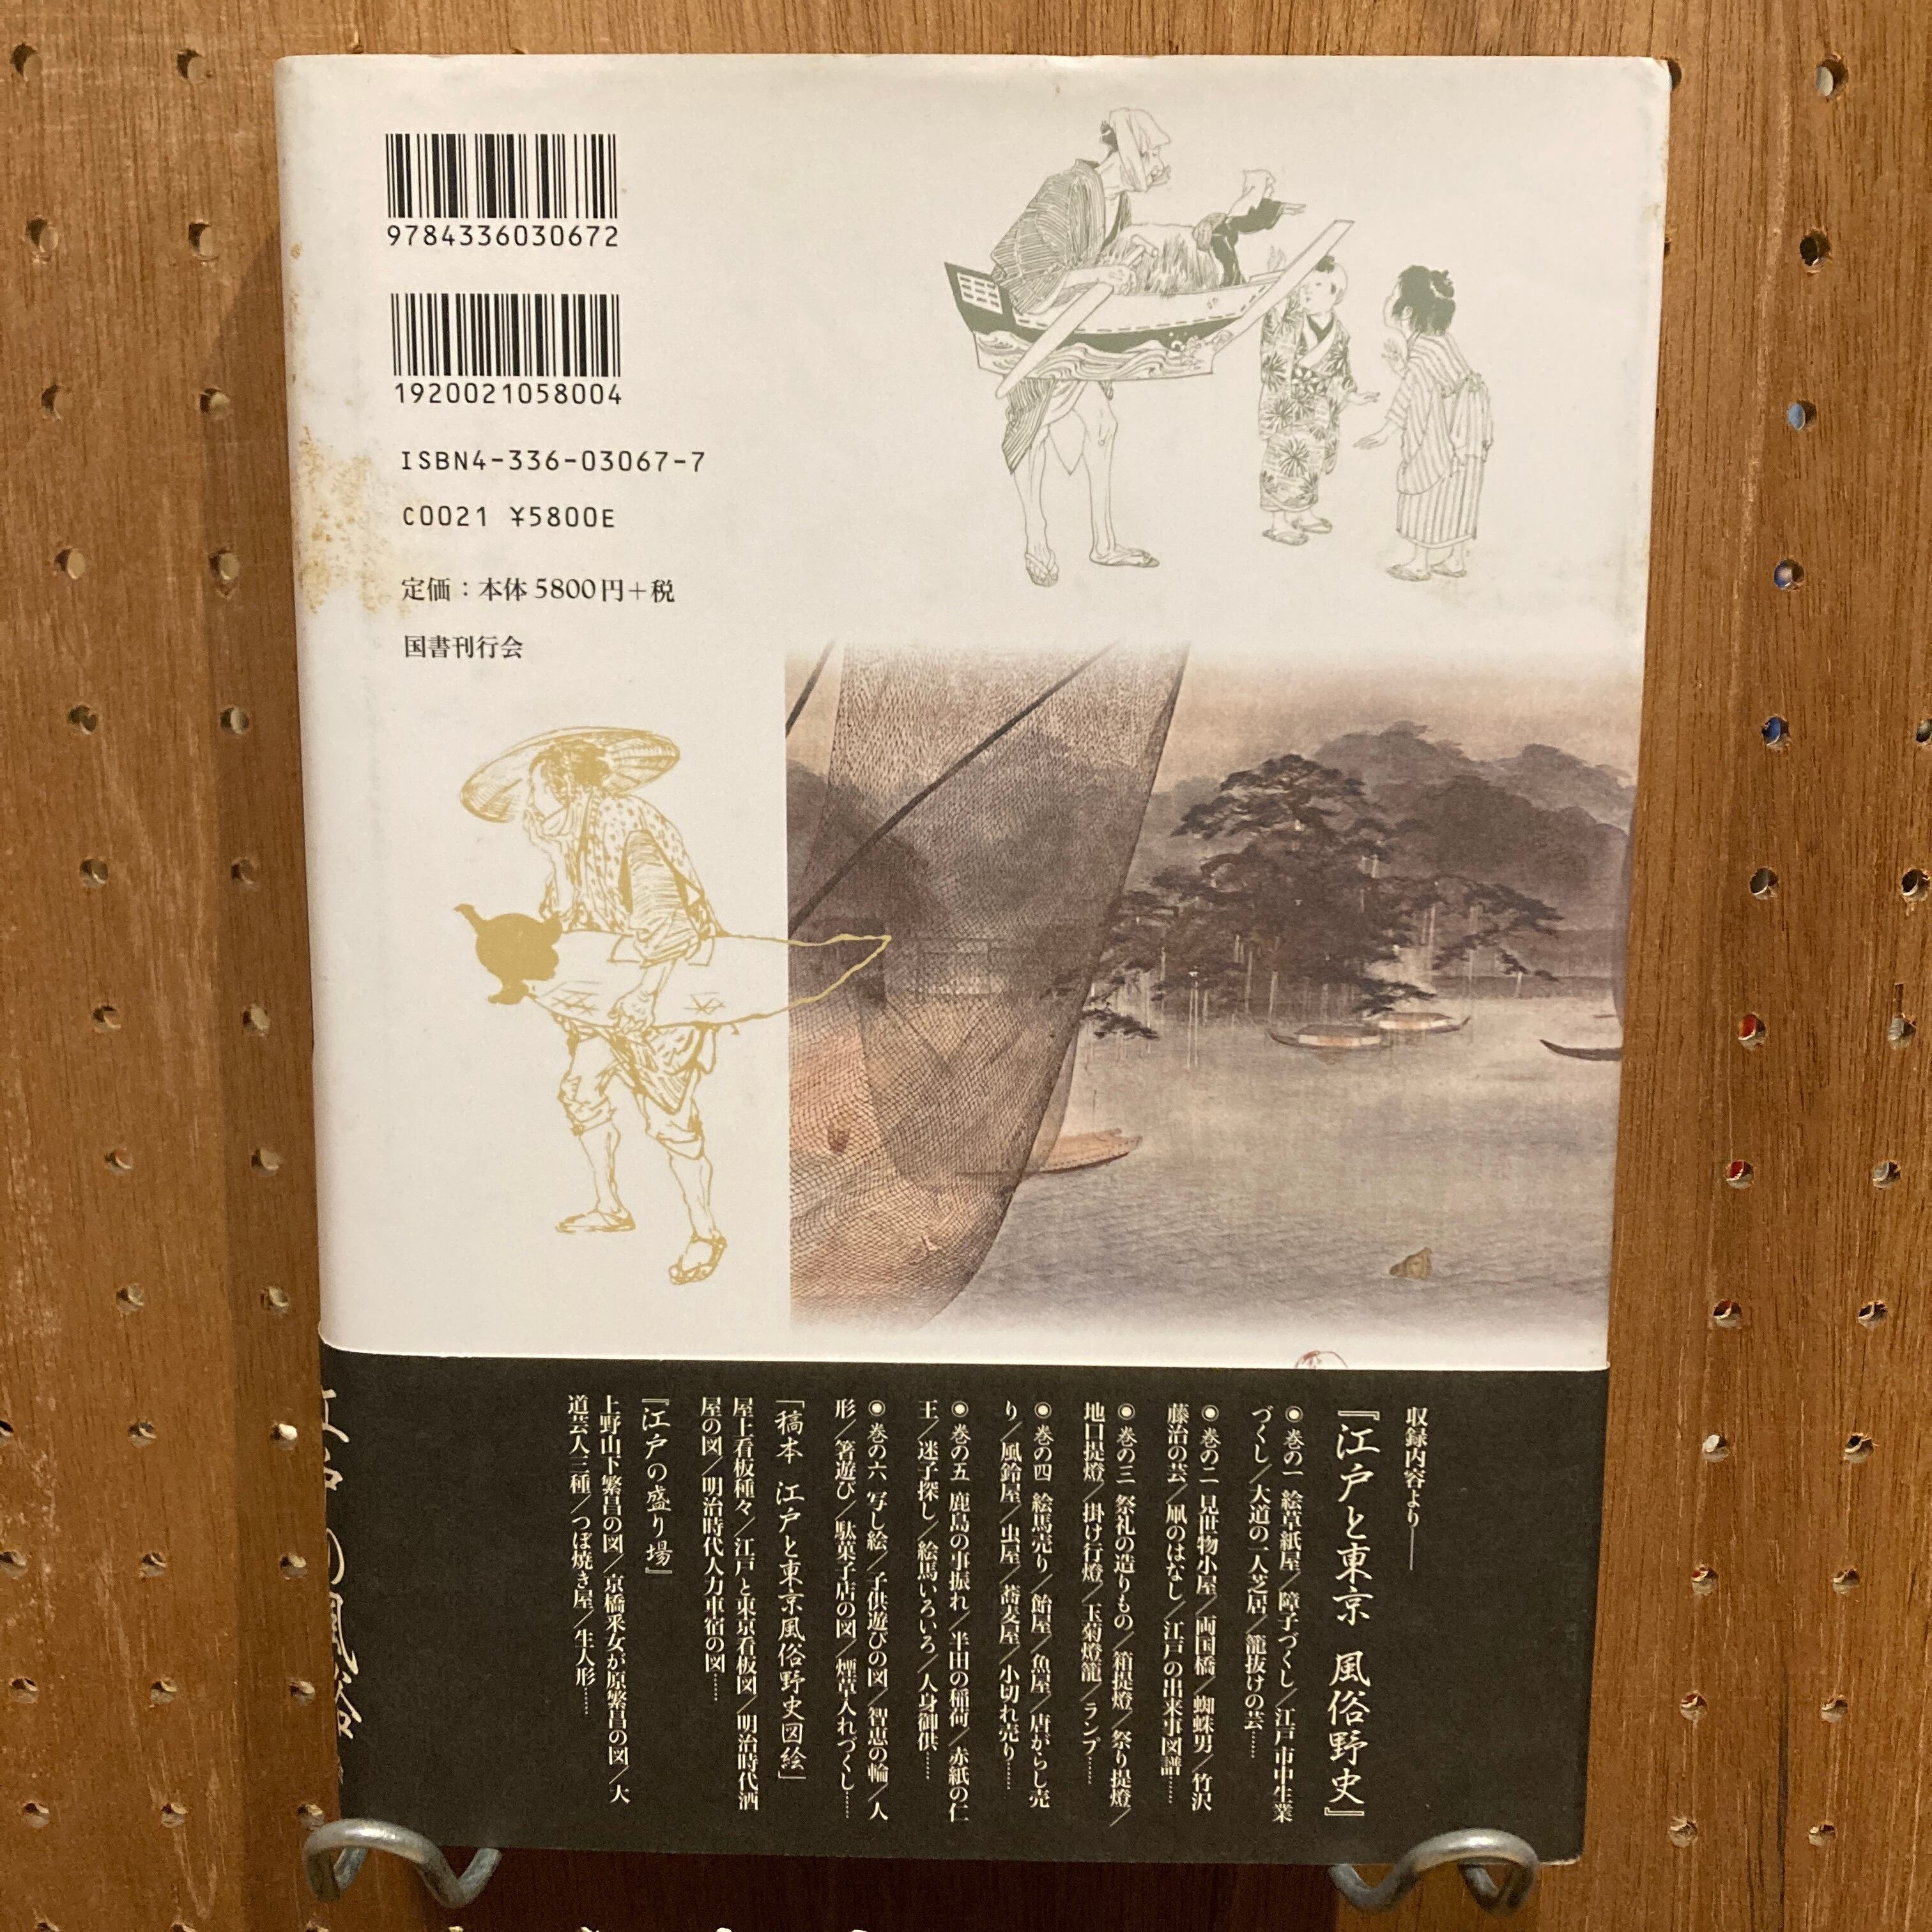 9784336030672
1920021058004
ISBN4-336-03067-7
C0021 ¥5800E
定価：本体5800円＋税
国書刊行会
収録内容より――
『江戸と東京 風俗野史』
◉巻の一 絵草紙屋／障子づくし／江戸市中生業
づくし／大道の一人芝居／籠抜けの芸……
◉巻の二 見世物小屋／両国橋／蜘蛛男／竹沢
藤治の芸／凧のはなし／江戸の出来事図譜……
◉巻の三 祭礼の造りもの／箱提燈／祭り提燈／
地口提燈／掛け行燈／玉菊燈籠／ランプ……
◉巻の四 絵馬売り／飴屋／魚屋／唐がらし売
り／風鈴屋／虫屋／蕎麦屋／小切れ売り……
◉巻の五 鹿島の事振れ／半田の稲荷／赤紙の仁
王／迷子探し／絵馬いろいろ／人身御供……
◉巻の六 写し絵／子供遊びの図／智恵の輪／人
形／箸遊び／駄菓子店の図／煙草入れづくし……
「稿本 江戸と東京風俗野史図絵」
屋上看板種々／江戸と東京看板図／明治時代酒
屋の図／明治時代人力車宿の図……
『江戸の盛り場』
上野山下繁昌の図／京橋采女が原繁昌の図／大
道芸人三種／つぼ焼き屋／生人形……
の風俗